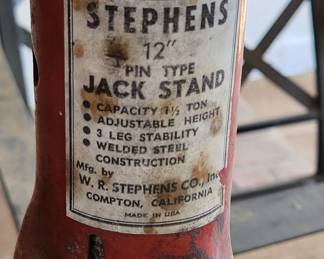 STEPHENS
12"
PIN TYPE
JACK STAND
• CAPACITY 1½ TON
• ADJUSTABLE HEIGHT
• 3 LEG STABILITY
• WELDED STEEL
CONSTRUCTION
Mfg. by
W. R. STEPHENS CO., Inc.
COMPTON, CALIFORNIA
MADE IN USA